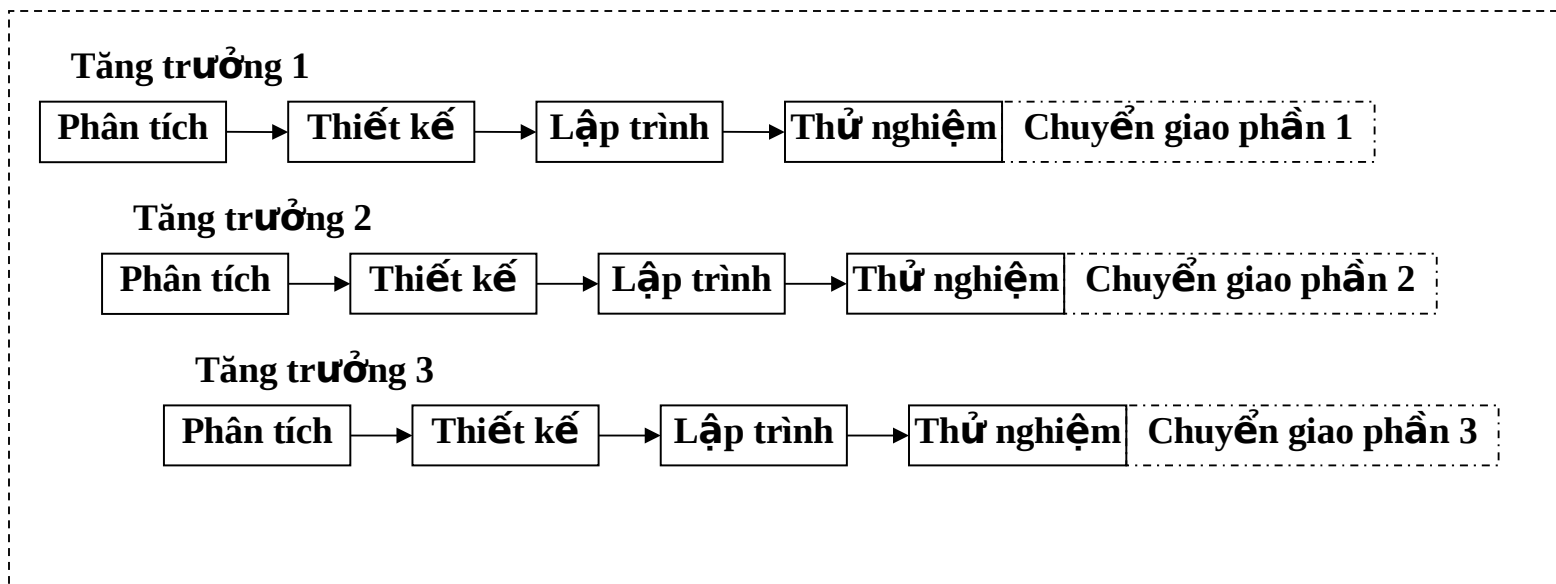 Tăng trưởng 1
Phân tích Thiết kế Lập trình Thử nghiệm Chuyển giao phần 1
Tăng trưởng 2
Phân tích Thiết kế Lập trình Thử nghiệm Chuyển giao phần 2
Tăng trưởng 3
Phân tích Thiết kế Lập trình Thử nghiệm Chuyển giao phần 3